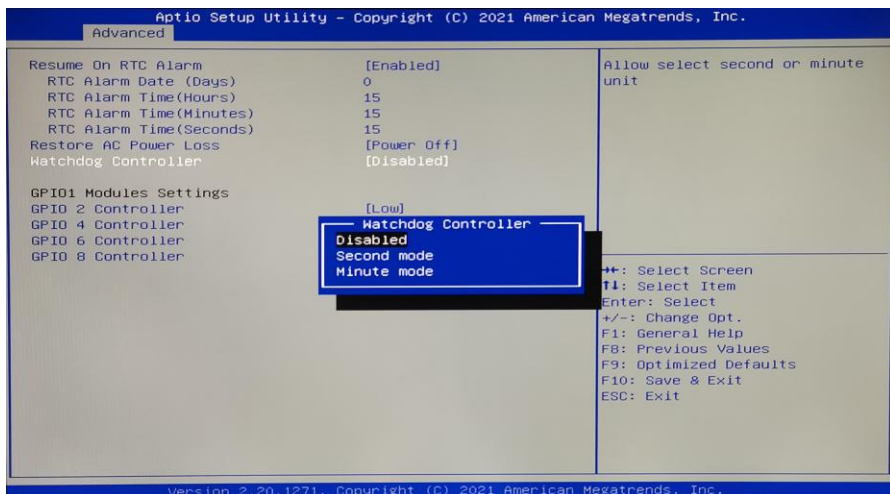 Aptio Setup Utility – Copyright (C) 2021 American Megatrends, Inc.
Advanced
Resume On RTC Alarm [Enabled]
RTC Alarm Date (Days) 0
RTC Alarm Time(Hours) 15
RTC Alarm Time(Minutes) 15
RTC Alarm Time(Seconds) 15
Restore AC Power Loss [Power Off]
Watchdog Controller [Disabled]
GPIO1 Modules Settings
GPIO 2 Controller [Low]
GPIO 4 Controller
GPIO 6 Controller
GPIO 8 Controller
Watchdog Controller
Disabled
Second mode
Minute mode
Allow select second or minute
unit
→←: Select Screen
↑↓: Select Item
Enter: Select
+/-: Change Opt.
F1: General Help
F8: Previous Values
F9: Optimized Defaults
F10: Save & Exit
ESC: Exit
Version 2.20.1271. Copyright (C) 2021 American Megatrends, Inc.